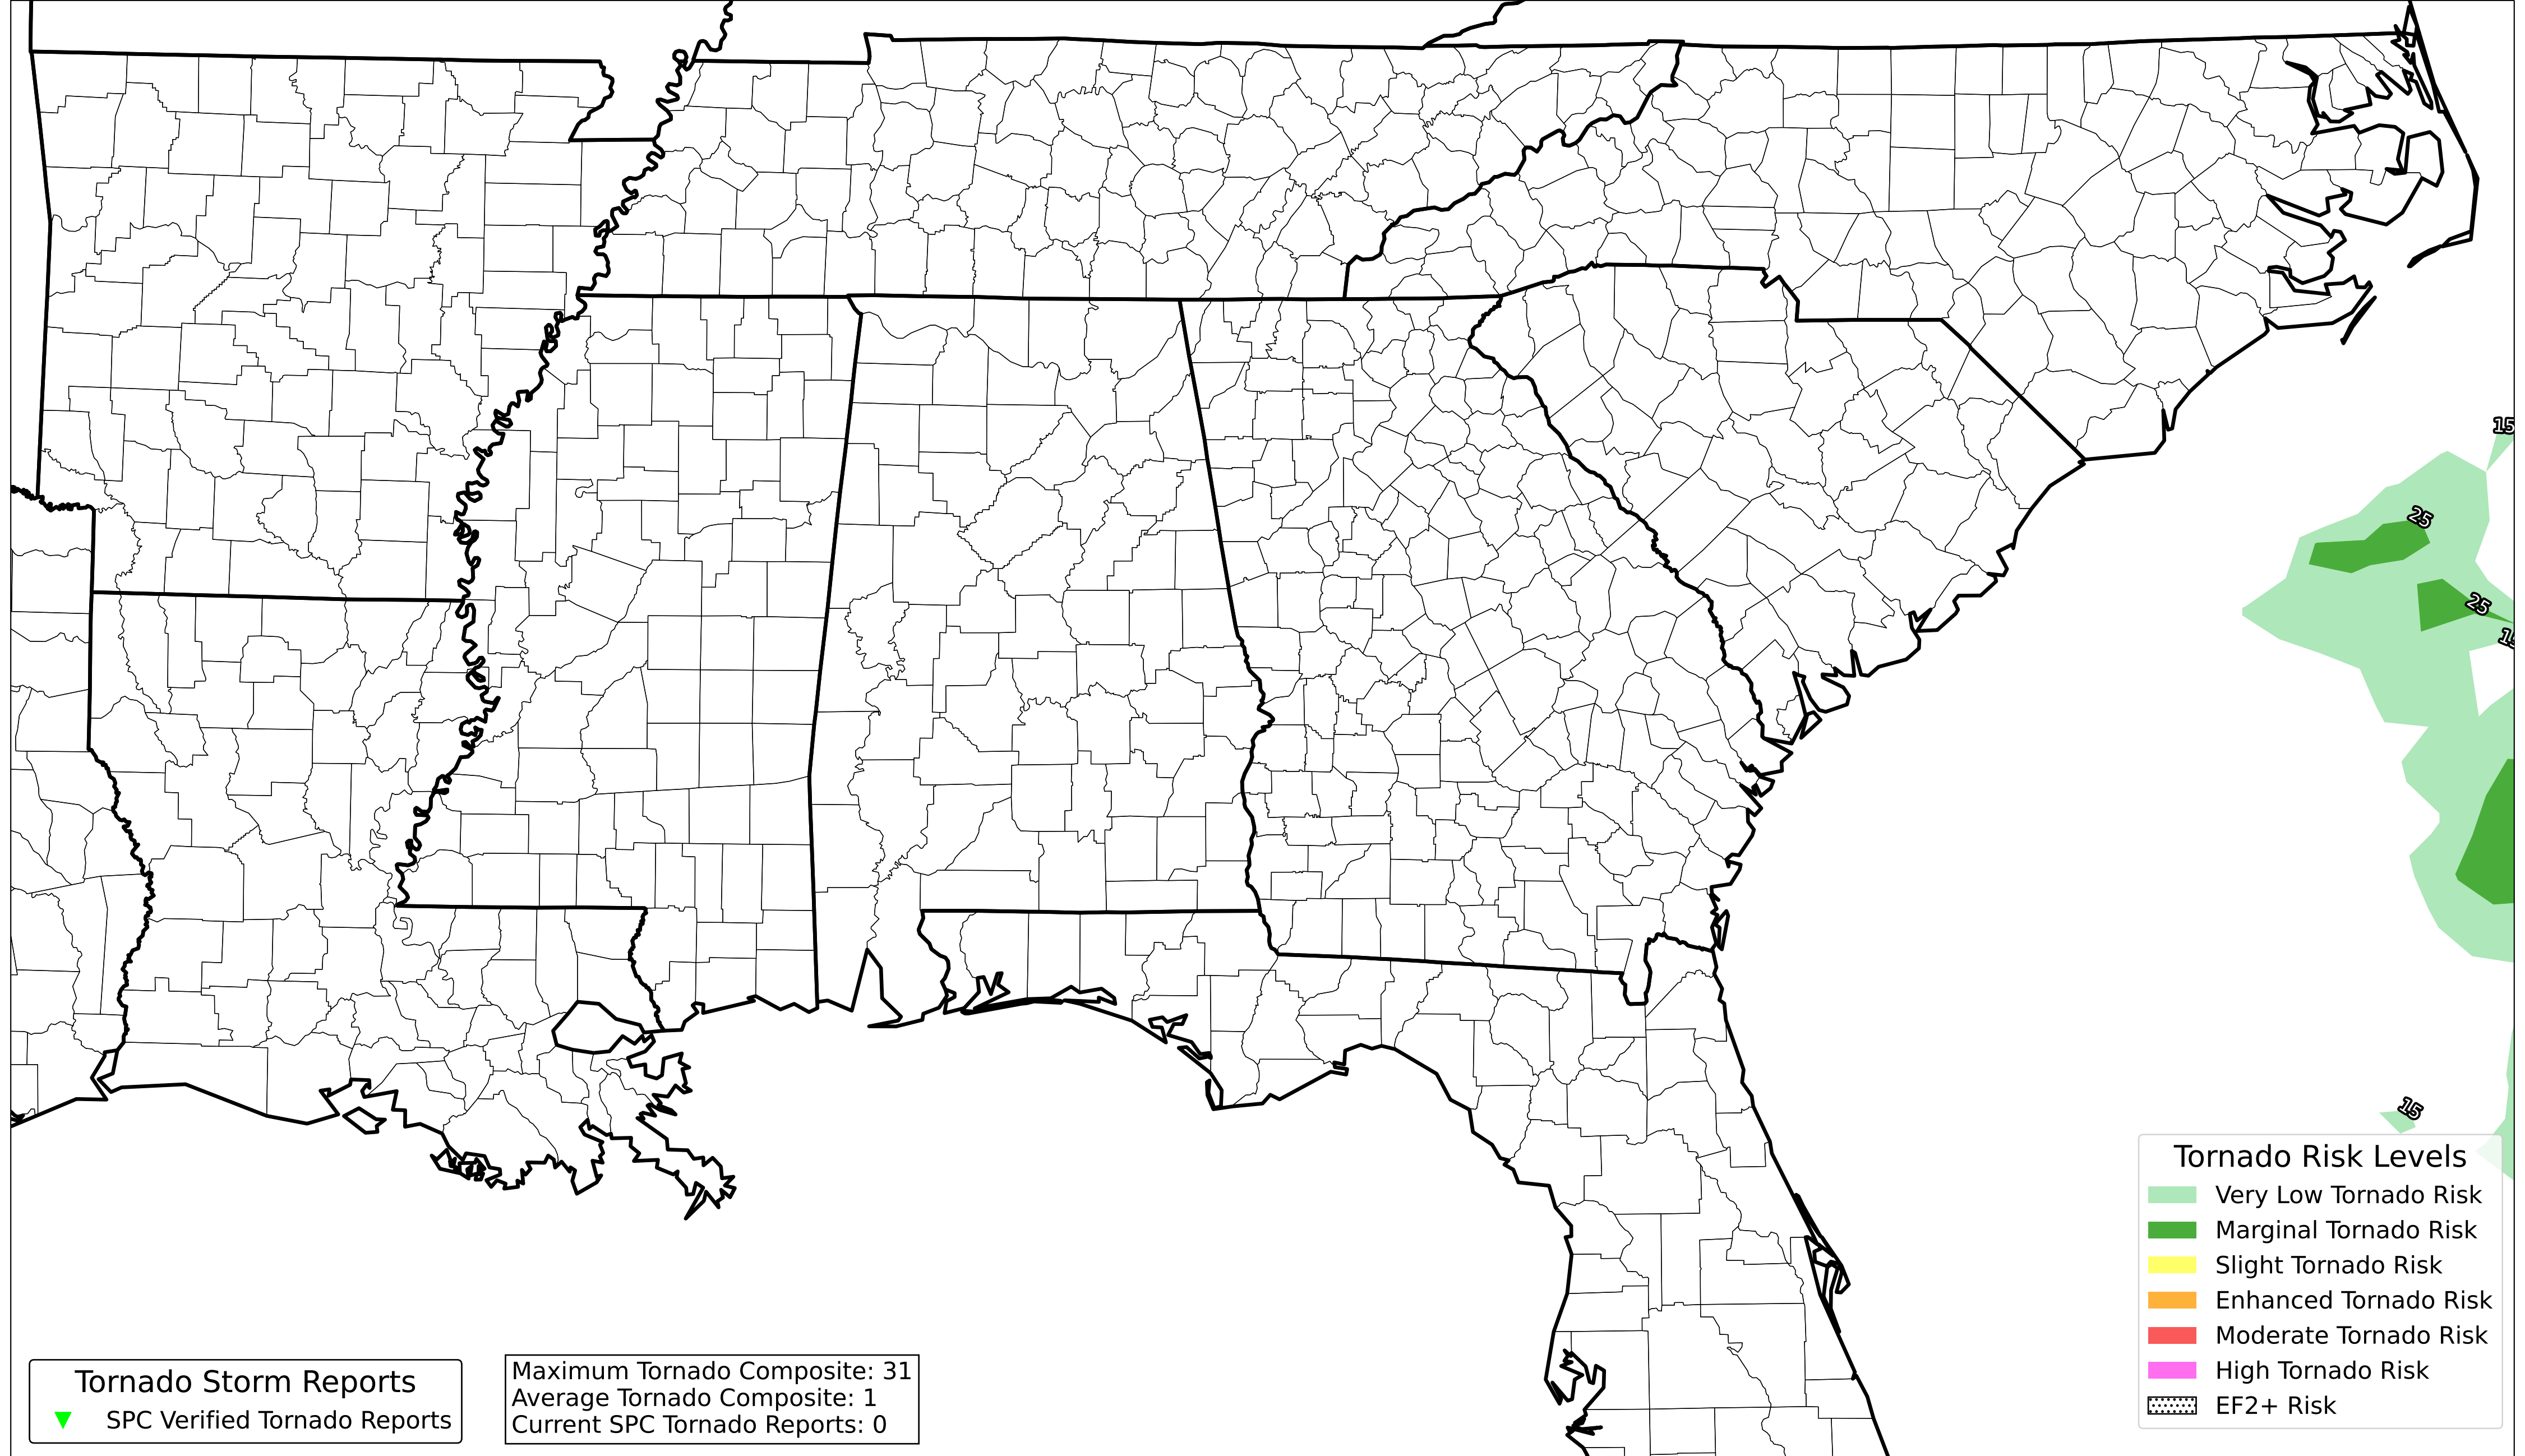 15
25
25
15
Tornado Risk Levels
Very Low Tornado Risk
Marginal Tornado Risk
Slight Tornado Risk
Enhanced Tornado Risk
Moderate Tornado Risk
High Tornado Risk
EF2+ Risk
Tornado Storm Reports
SPC Verified Tornado Reports
Maximum Tornado Composite: 31
Average Tornado Composite: 1
Current SPC Tornado Reports: 0